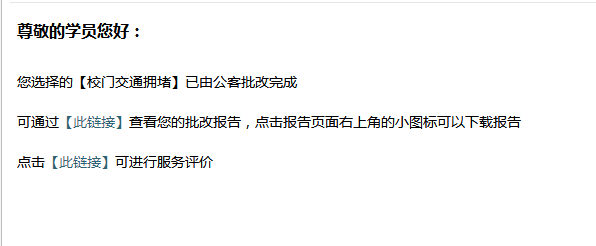 尊敬的学员您好：
您选择的【校门交通拥堵】已由公客批改完成
可通过【此链接】查看您的批改报告，点击报告页面右上角的小图标可以下载报告
点击【此链接】可进行服务评价